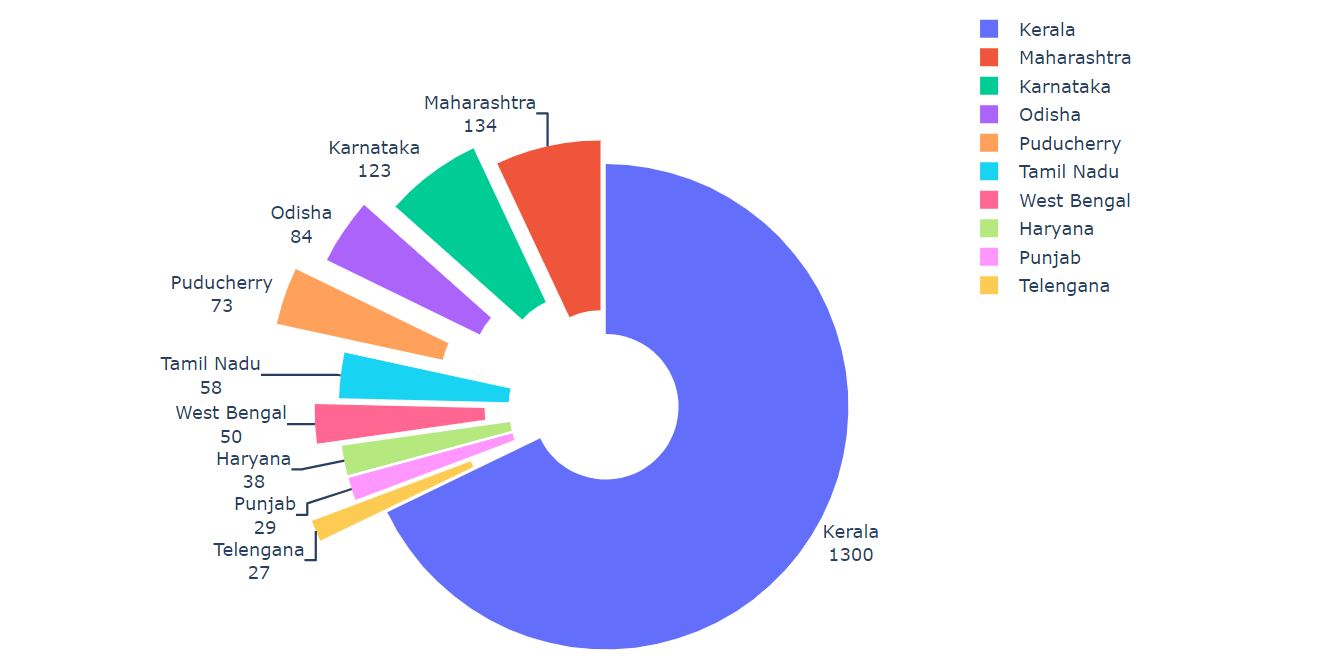 Maharashtra
134
Karnataka
123
Odisha
84
Puducherry
73
Tamil Nadu
58
West Bengal
50
Haryana
38
Punjab
29
Telengana
27
Kerala
1300
Kerala
Maharashtra
Karnataka
Odisha
Puducherry
Tamil Nadu
West Bengal
Haryana
Punjab
Telengana